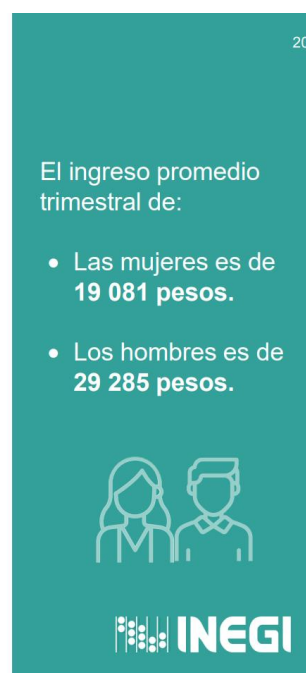 20
El ingreso promedio
trimestral de:
• Las mujeres es de
19 081 pesos.
• Los hombres es de
29 285 pesos.
INEGI